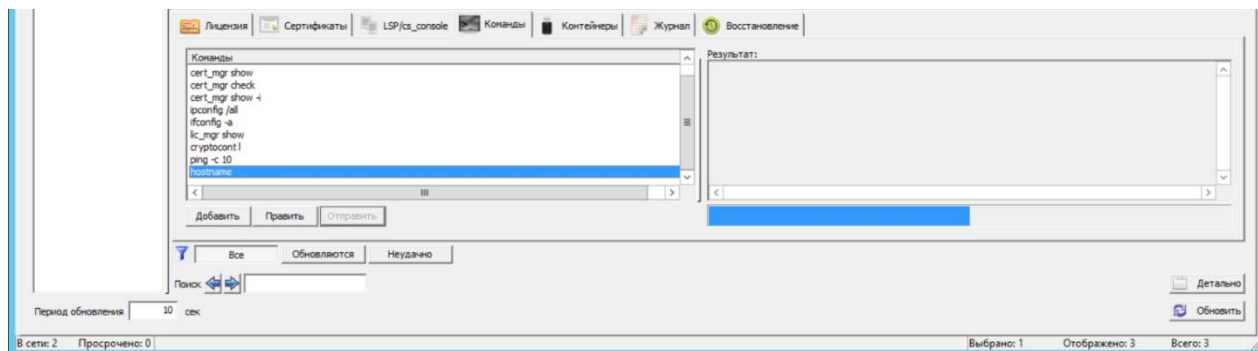 Лицензия Сертификаты LSP/cs_console Команды Контейнеры Журнал Восстановление
Команды
cert_mgr show
cert_mgr check
cert_mgr show -i
ipconfig /all
ifconfig -a
lic_mgr show
cryptocont l
ping -c 10
hostname
Добавить Править Отправить
Результат:
Все Обновляются Неудачно
Поиск
Детально
Период обновления 10 сек
Обновить
В сети: 2 Просрочено: 0 Выбрано: 1 Отображено: 3 Всего: 3